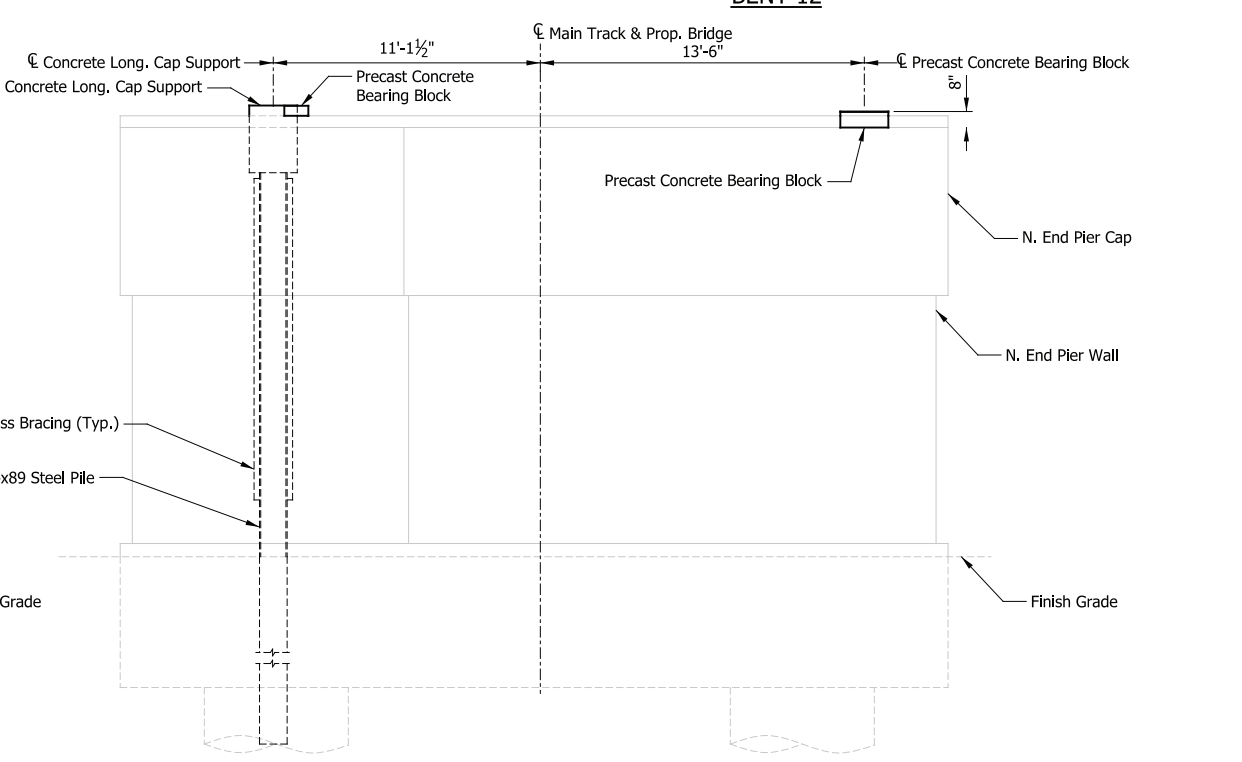 BENT 12
℄ Main Track & Prop. Bridge
11'-1½"
13'-6"
℄ Concrete Long. Cap Support
℄ Precast Concrete Bearing Block
Concrete Long. Cap Support
Precast Concrete
Bearing Block
8"
Precast Concrete Bearing Block
N. End Pier Cap
N. End Pier Wall
ss Bracing (Typ.)
x89 Steel Pile
Grade
Finish Grade